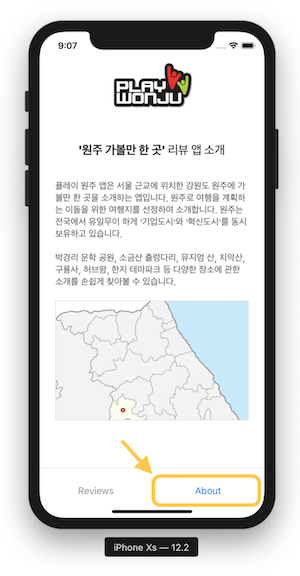 9:07
PLAY
WONJU
'원주 가볼만 한 곳' 리뷰 앱 소개
플레이 원주 앱은 서울 근교에 위치한 강원도 원주에 가
볼만 한 곳을 소개하는 앱입니다. 원주로 여행을 계획하
는 이들을 위한 여행지를 선정하여 소개합니다. 원주는
전국에서 유일무이 하게 '기업도시'와 '혁신도시'를 동시
보유하고 있습니다.
박경리 문학 공원, 소금산 출렁다리, 뮤지엄 산, 치악산,
구룡사, 허브팜, 한지 테마파크 등 다양한 장소에 관한
소개를 손쉽게 찾아볼 수 있습니다.
Reviews
About
iPhone Xs — 12.2